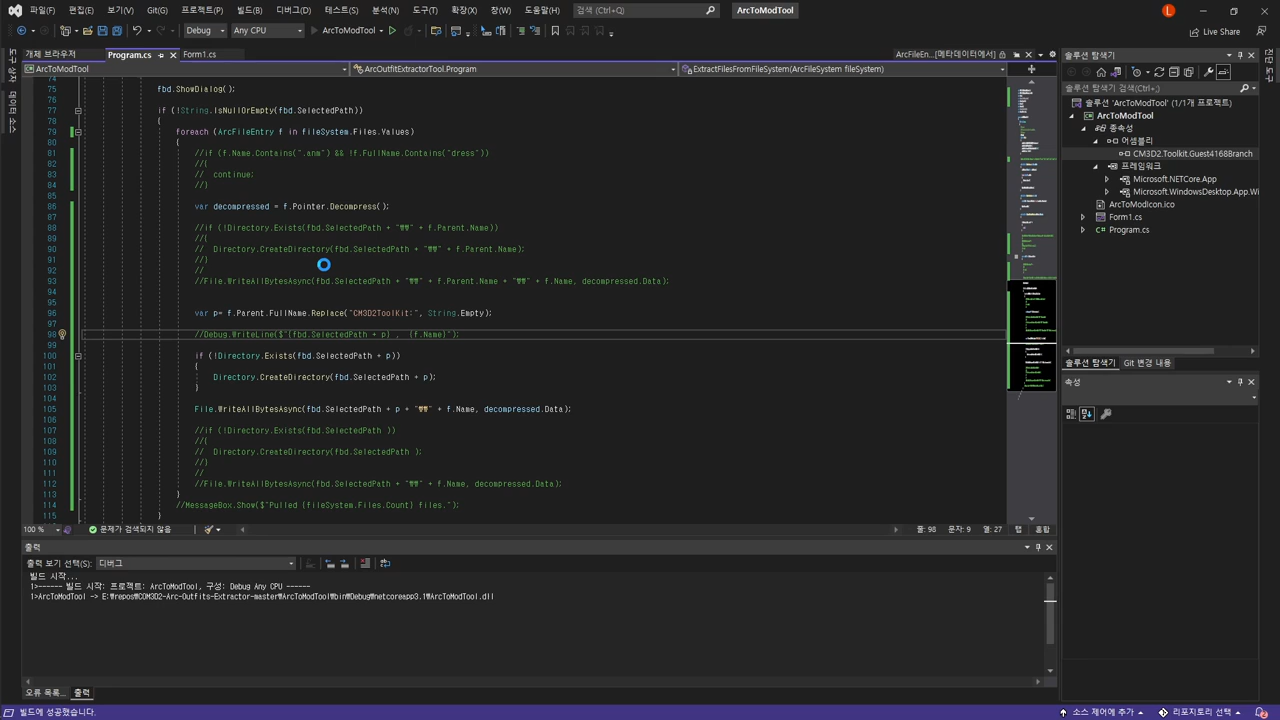 파일(F) 편집(E) 보기(V) Git(G) 프로젝트(P) 빌드(B) 디버그(D) 테스트(S) 분석(N) 도구(T) 확장(X) 창(W) 도움말(H) 검색 (Ctrl+Q) ArcToModTool L
Debug Any CPU ArcToModTool Live Share
개체 브라우저 Program.cs Form1.cs ArcFileEn... [메타데이터에서]
ArcToModTool ArcOutfitExtractorTool.Program ExtractFilesFromFileSystem(ArcFileSystem fileSystem)
74
75 fbd.ShowDialog();
76
77 if (!String.IsNullOrEmpty(fbd.SelectedPath))
78 {
79 foreach (ArcFileEntry f in fileSystem.Files.Values)
80 {
81 //if (f.Name.Contains(".anm") && !f.FullName.Contains("dress"))
82 //{
83 // continue;
84 //}
85
86 var decompressed = f.Pointer.Decompress();
87
88 //if (!Directory.Exists(fbd.SelectedPath + "₩₩" + f.Parent.Name))
89 //{
90 // Directory.CreateDirectory(fbd.SelectedPath + "₩₩" + f.Parent.Name);
91 //}
92 //
93 //File.WriteAllBytesAsync(fbd.SelectedPath + "₩₩" + f.Parent.Name + "₩₩" + f.Name, decompressed.Data);
94
95
96 var p= f.Parent.FullName.Replace("CM3D2ToolKit:", String.Empty);
97
98 //Debug.WriteLine($"{fbd.SelectedPath + p} , {f.Name}");
99
100 if (!Directory.Exists(fbd.SelectedPath + p))
101 {
102 Directory.CreateDirectory(fbd.SelectedPath + p);
103 }
104
105 File.WriteAllBytesAsync(fbd.SelectedPath + p + "₩₩" + f.Name, decompressed.Data);
106
107 //if (!Directory.Exists(fbd.SelectedPath ))
108 //{
109 // Directory.CreateDirectory(fbd.SelectedPath );
110 //}
111 //
112 //File.WriteAllBytesAsync(fbd.SelectedPath + "₩₩" + f.Name, decompressed.Data);
113 }
114 //MessageBox.Show($"Pulled {fileSystem.Files.Count} files.");
115 }
100 % 문제가 검색되지 않음 줄: 98 문자: 9 열: 27 탭 혼합
출력
출력 보기 선택(S): 디버그
빌드 시작...
1>------ 빌드 시작: 프로젝트: ArcToModTool, 구성: Debug Any CPU ------
1>ArcToModTool -> E:₩repos₩COM3D2-Arc-Outfits-Extractor-master₩ArcToModTool₩bin₩Debug₩netcoreapp3.1₩ArcToModTool.dll
오류 목록... 출력
빌드에 성공했습니다. 소스 제어에 추가 리포지토리 선택 2
솔루션 탐색기
솔루션 탐색기 검색(Ctrl+;)
솔루션 'ArcToModTool' (1/1개 프로젝트)
ArcToModTool
종속성
어셈블리
CM3D2.Toolkit.Guest4168Branch
프레임워크
Microsoft.NETCore.App
Microsoft.WindowsDesktop.App.Wi
ArcToModIcon.ico
Form1.cs
Program.cs
솔루션 탐색기 Git 변경 내용
속성